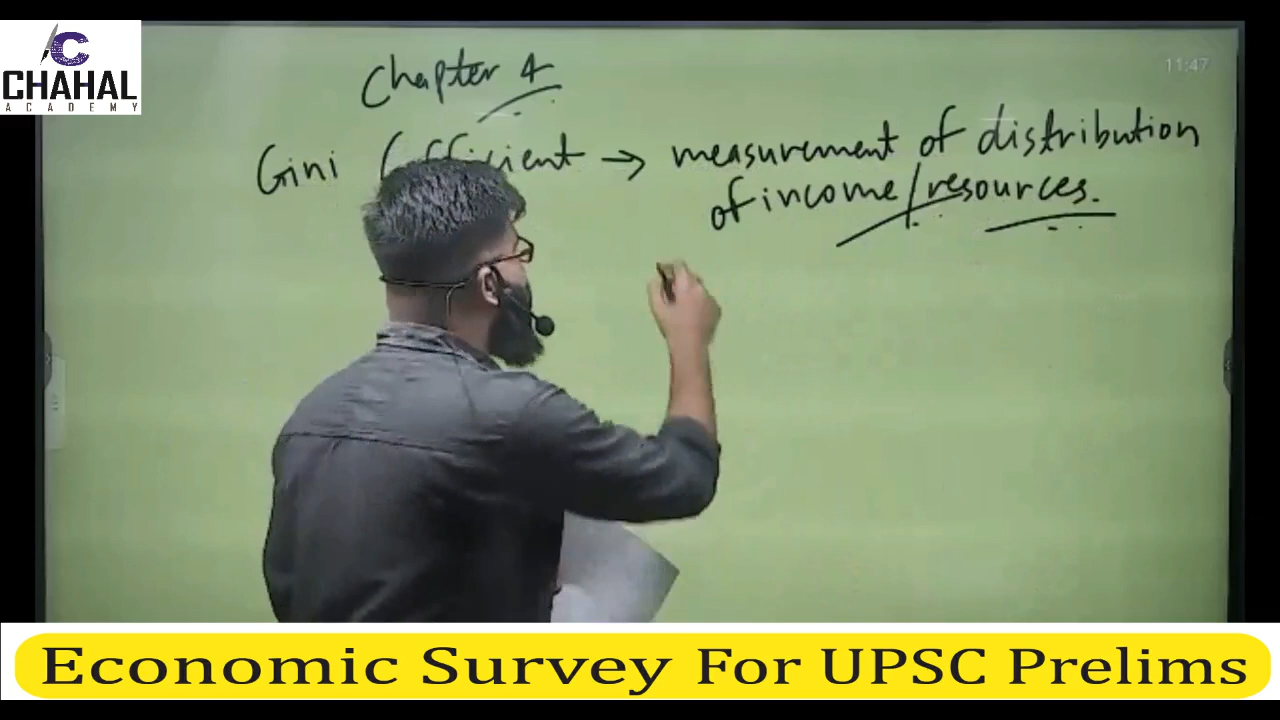 CHAHAL
ACADEMY
11:47
Chapter 4
Gini → measurement of distribution
of income/resources.
Economic Survey For UPSC Prelims